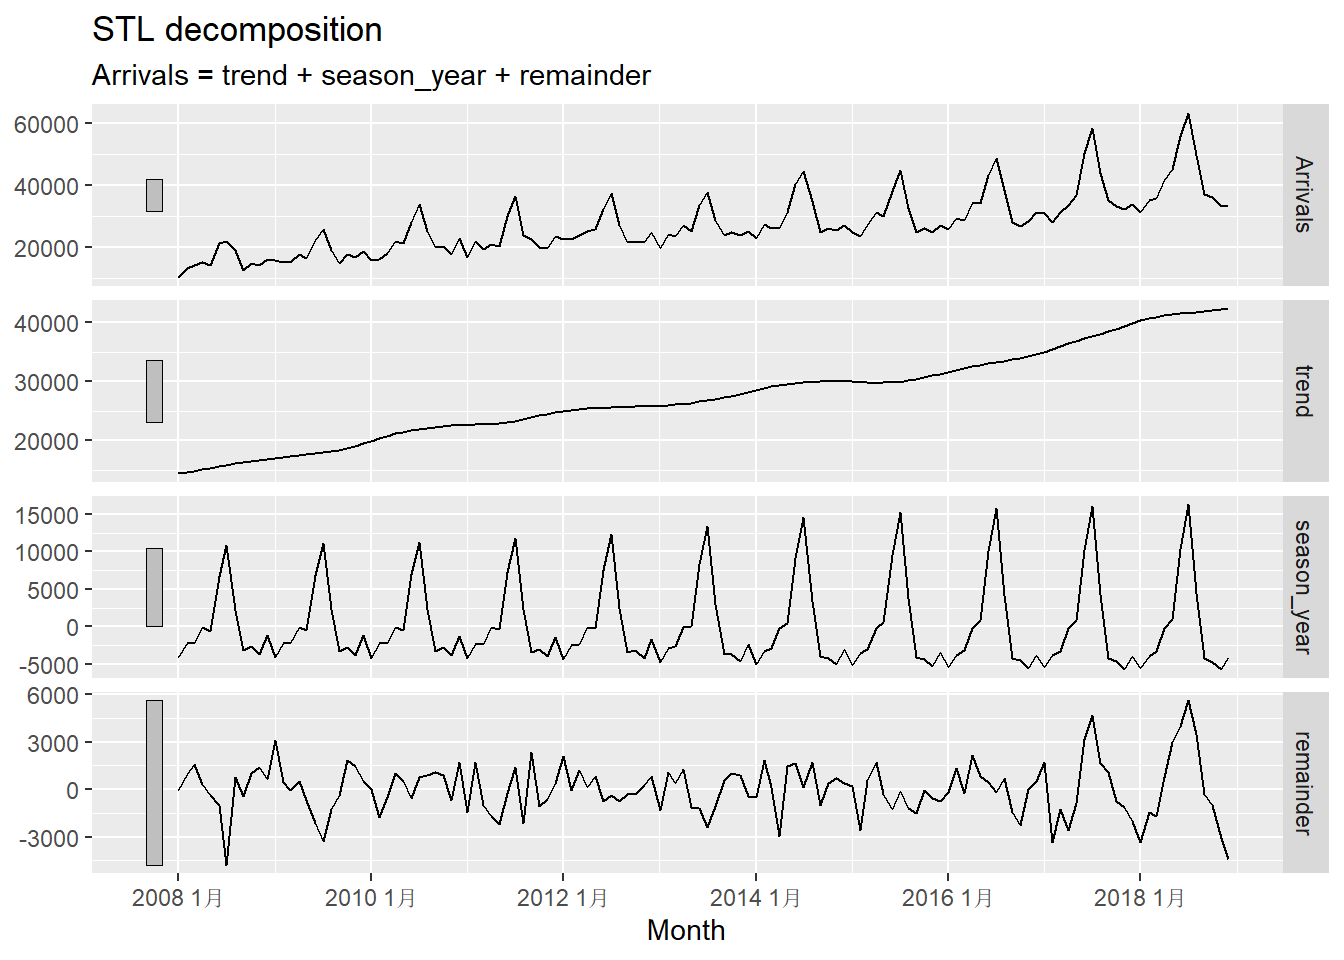 STL decomposition
Arrivals = trend + season_year + remainder
60000
40000
20000
Arrivals
40000
30000
20000
trend
15000
10000
5000
0
-5000
season_year
6000
3000
0
-3000
remainder
2008 1月 2010 1月 2012 1月 2014 1月 2016 1月 2018 1月
Month